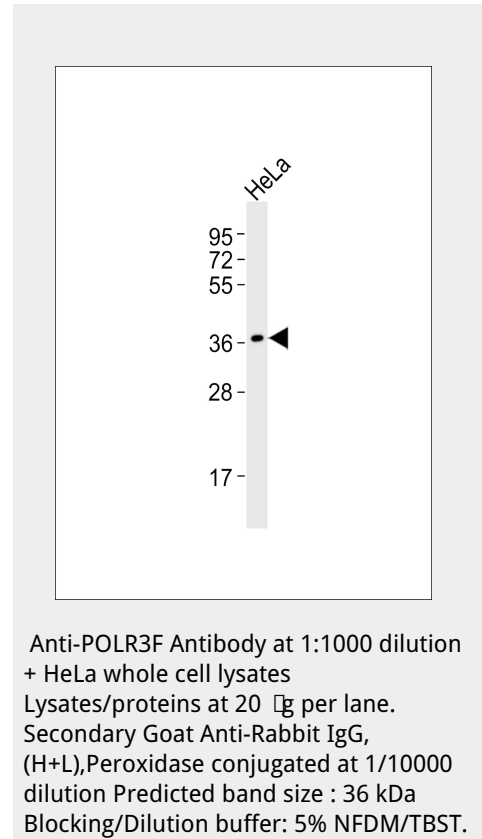 HeLa
95
72
55
36
28
17
Anti-POLR3F Antibody at 1:1000 dilution
+ HeLa whole cell lysates
Lysates/proteins at 20 g per lane.
Secondary Goat Anti-Rabbit IgG,
(H+L),Peroxidase conjugated at 1/10000
dilution Predicted band size : 36 kDa
Blocking/Dilution buffer: 5% NFDM/TBST.